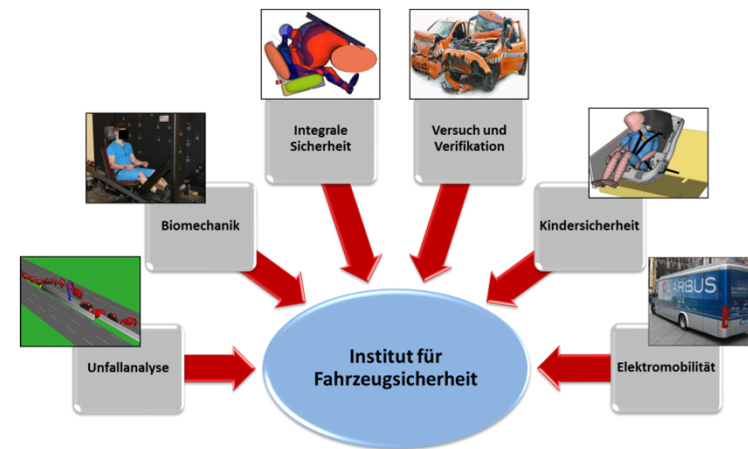 Integrale
Sicherheit
Versuch und
Verifikation
Biomechanik
Kindersicherheit
Unfallanalyse
Elektromobilität
ARBUS
Institut für
Fahrzeugsicherheit